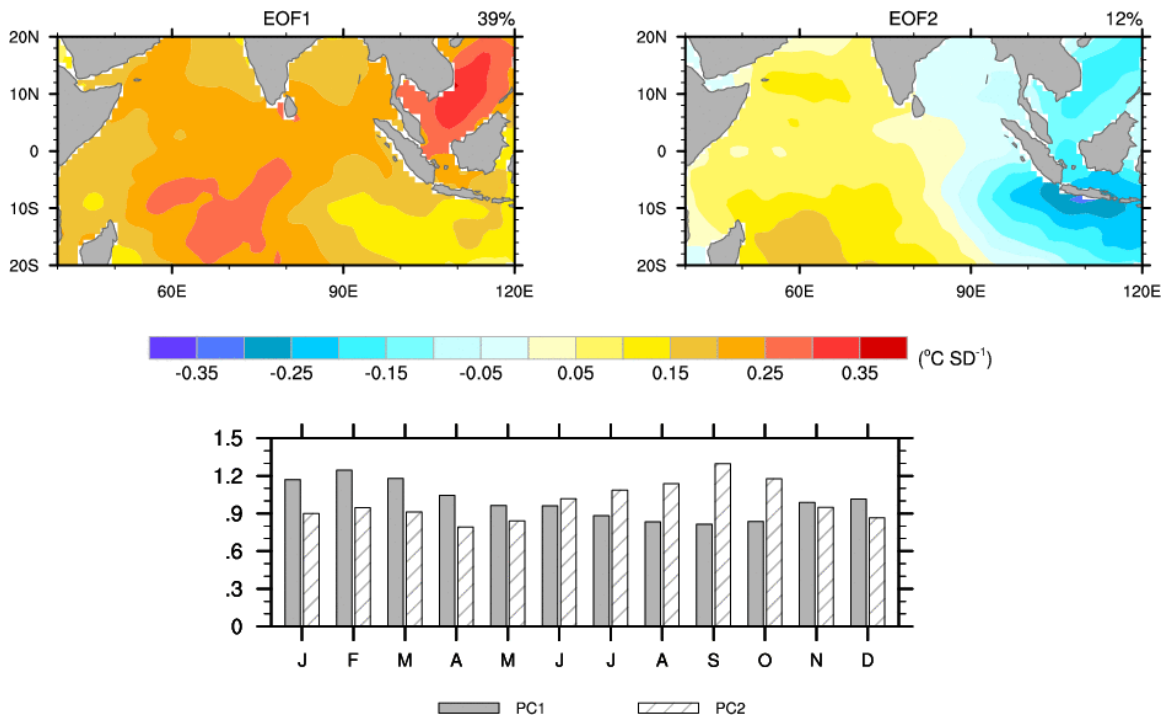 EOF1 39% EOF2 12%
20N 20N
10N 10N
0 0
10S 10S
20S 20S
60E 90E 120E 60E 90E 120E
-0.35 -0.25 -0.15 -0.05 0.05 0.15 0.25 0.35 (°C SD⁻¹)
1.5
1.2
.9
.6
.3
0
J F M A M J J A S O N D
PC1 PC2